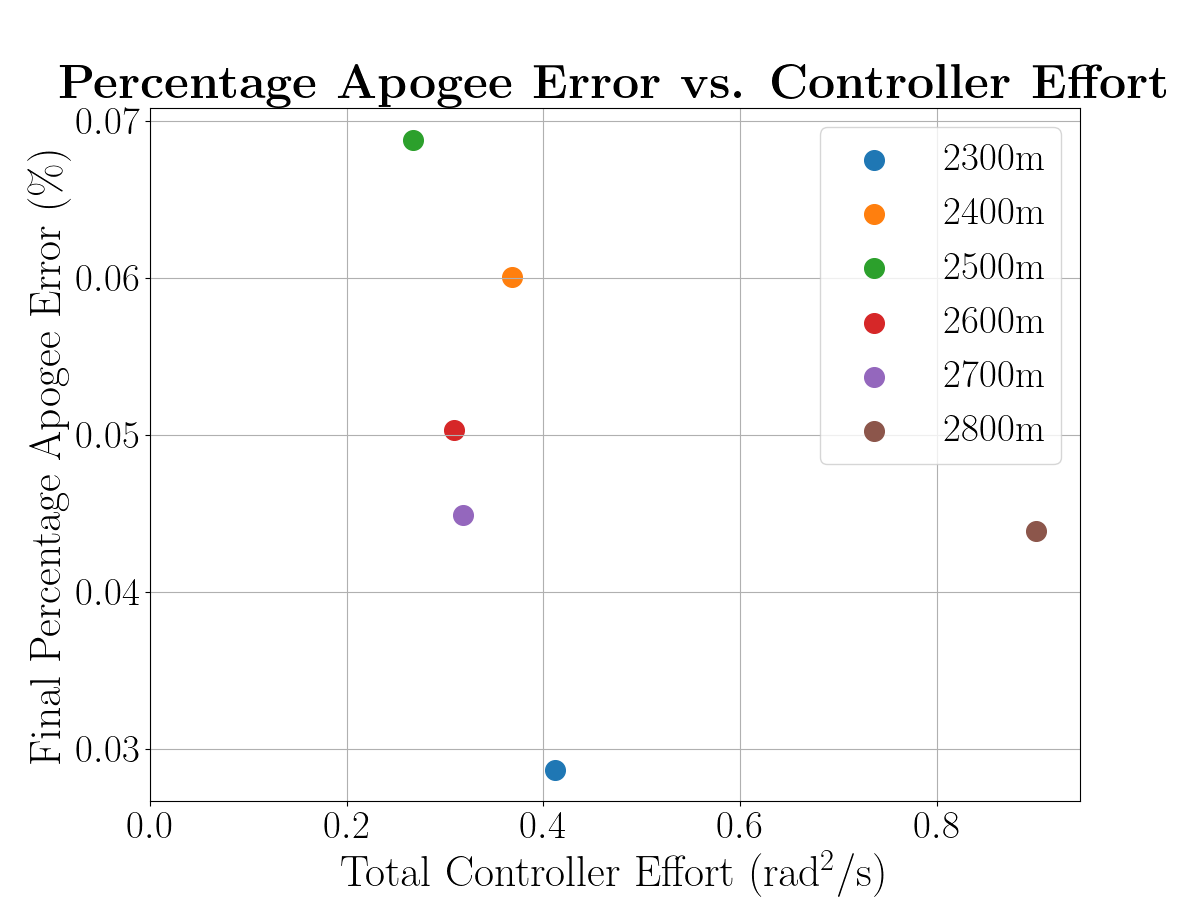 Percentage Apogee Error vs. Controller Effort
Final Percentage Apogee Error (%)
0.07
0.06
0.05
0.04
0.03
2300m
2400m
2500m
2600m
2700m
2800m
0.0 0.2 0.4 0.6 0.8
Total Controller Effort (rad²/s)